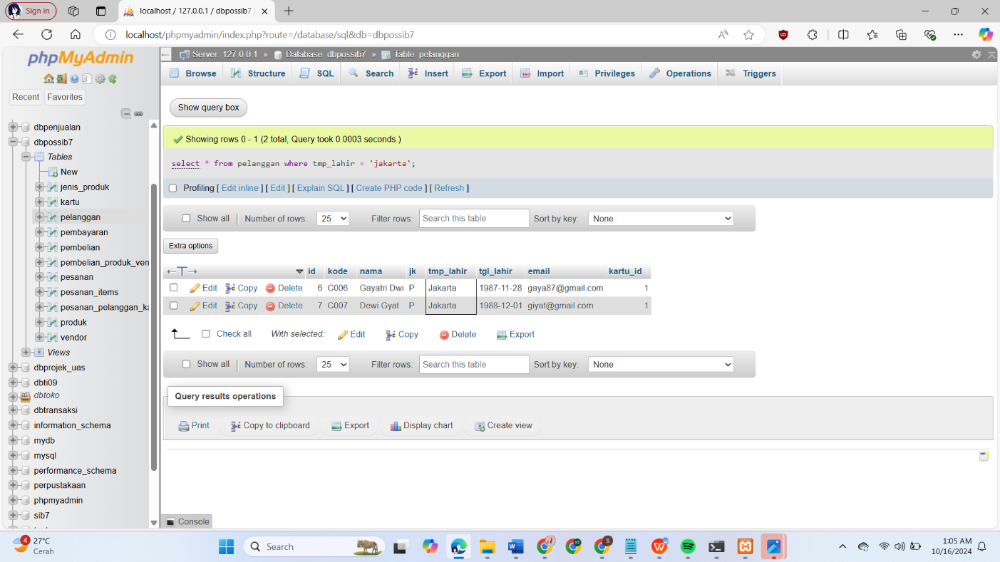 Sign in
localhost / 127.0.0.1 / dbpossib7 |
localhost/phpmyadmin/index.php?route=/database/sql&db=dbpossib7
phpMyAdmin
Recent Favorites
dbpenjualan
dbpossib7
Tables
New
jenis_produk
kartu
pelanggan
pembayaran
pembelian
pembelian_produk_ven
pesanan
pesanan_items
pesanan_pelanggan_ka
produk
vendor
Views
dbprojek_uas
dbti09
dbtoko
dbtransaksi
information_schema
mydb
mysql
performance_schema
perpustakaan
phpmyadmin
sib7
Server: 127.0.0.1 » Database: dbpossib7 » Table: pelanggan
Browse Structure SQL Search Insert Export Import Privileges Operations Triggers
Show query box
Showing rows 0 - 1 (2 total, Query took 0.0003 seconds.)
select * from pelanggan where tmp_lahir = 'jakarta';
Profiling [ Edit inline ] [ Edit ] [ Explain SQL ] [ Create PHP code ] [ Refresh ]
Show all Number of rows: 25 Filter rows: Search this table Sort by key: None
Extra options
id kode nama jk tmp_lahir tgl_lahir email kartu_id
Edit Copy Delete 6 C006 Gayatri Dwi P Jakarta 1987-11-28 gaya87@gmail.com 1
Edit Copy Delete 7 C007 Dewi Gyat P Jakarta 1988-12-01 giyat@gmail.com 1
Check all With selected: Edit Copy Delete Export
Show all Number of rows: 25 Filter rows: Search this table Sort by key: None
Query results operations
Print Copy to clipboard Export Display chart Create view
Console
4
27°C
Cerah
Search
1:05 AM
10/16/2024